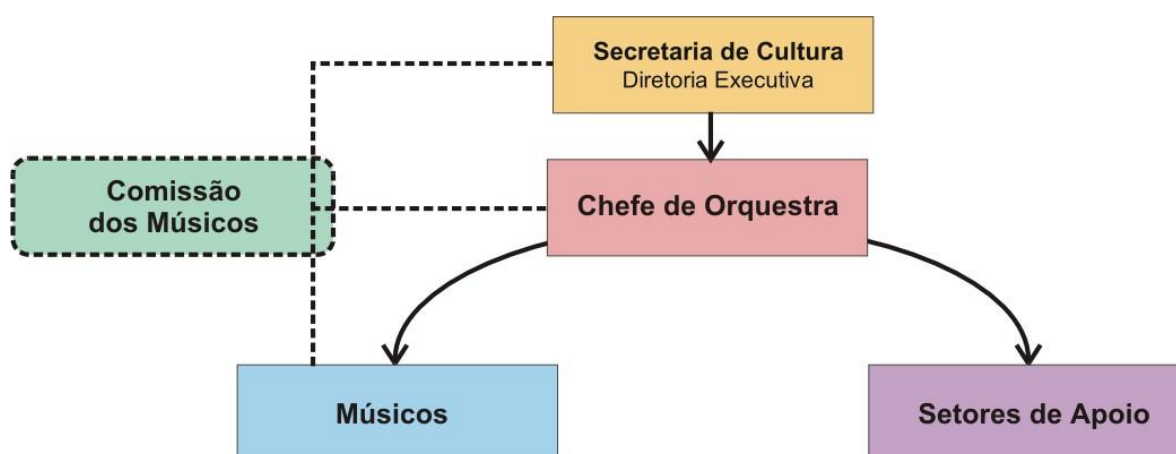 Secretaria de Cultura
Diretoria Executiva
Comissão
dos Músicos
Chefe de Orquestra
Músicos
Setores de Apoio